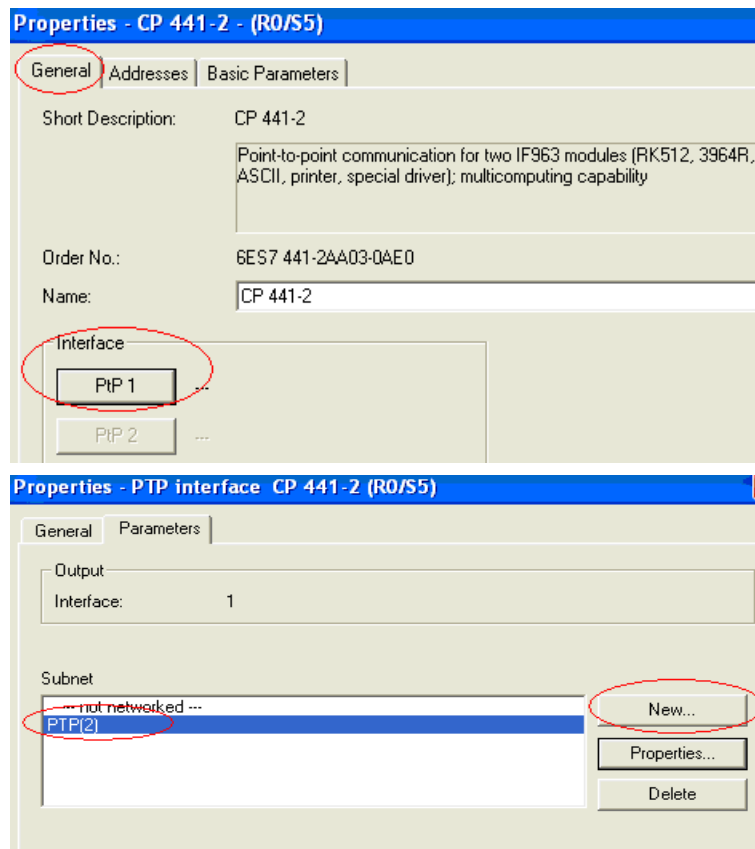 Properties - CP 441-2 - (R0/S5)
General Addresses Basic Parameters
Short Description: CP 441-2
Point-to-point communication for two IF963 modules (RK512, 3964R,
ASCII, printer, special driver); multicomputing capability
Order No.: 6ES7 441-2AA03-0AE0
Name: CP 441-2
Interface
PtP 1 ---
PtP 2 ---
Properties - PTP interface CP 441-2 (R0/S5)
General Parameters
Output
Interface: 1
Subnet
--- not networked ---
PTP(2)
New...
Properties...
Delete